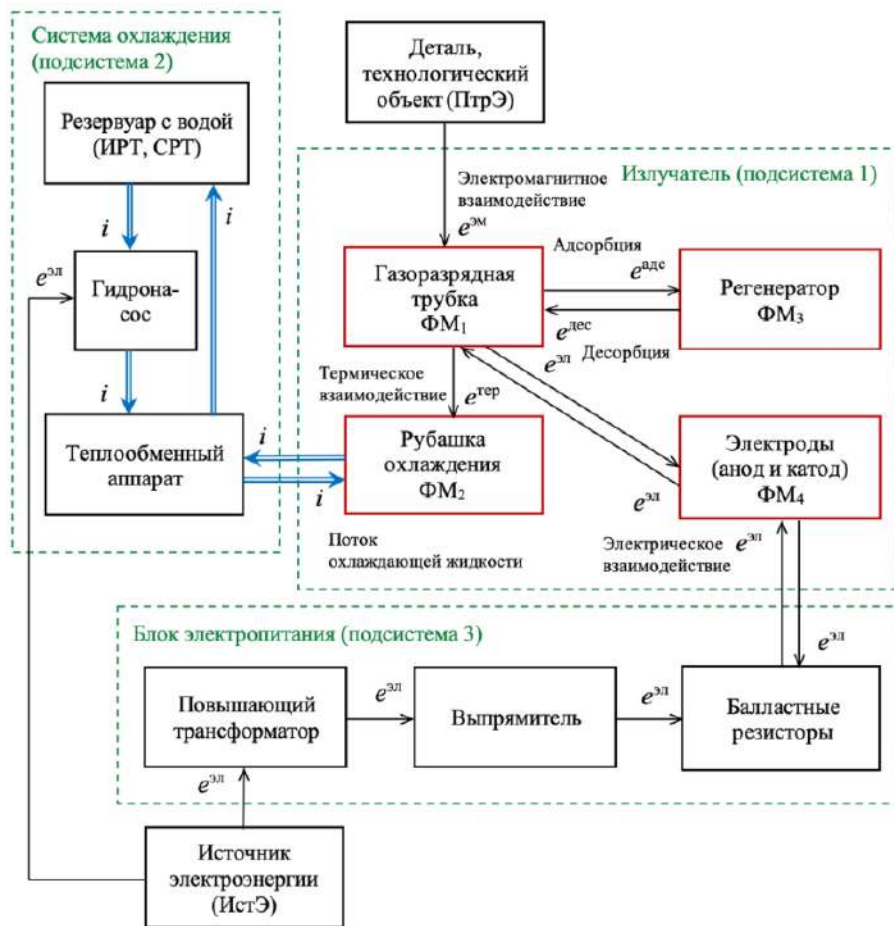 Система охлаждения
(подсистема 2)
Резервуар с водой
(ИРТ, СРТ)
i
i
eэл
Гидрона-
сос
i
Теплообменный
аппарат
i
i
Деталь,
технологический
объект (ПтрЭ)
Излучатель (подсистема 1)
Электромагнитное
взаимодействие
eэм
Газоразрядная
трубка
ФМ1
Адсорбция
eадс
eдес
Десорбция
Регенератор
ФМ3
eэл
Термическое
взаимодействие
eтер
Рубашка
охлаждения
ФМ2
Электроды
(анод и катод)
ФМ4
eэл
Поток
охлаждающей жидкости
Электрическое
взаимодействие
eэл
eэл
Блок электропитания (подсистема 3)
Повышающий
трансформатор
eэл
Выпрямитель
eэл
Балластные
резисторы
eэл
Источник
электроэнергии
(ИстЭ)